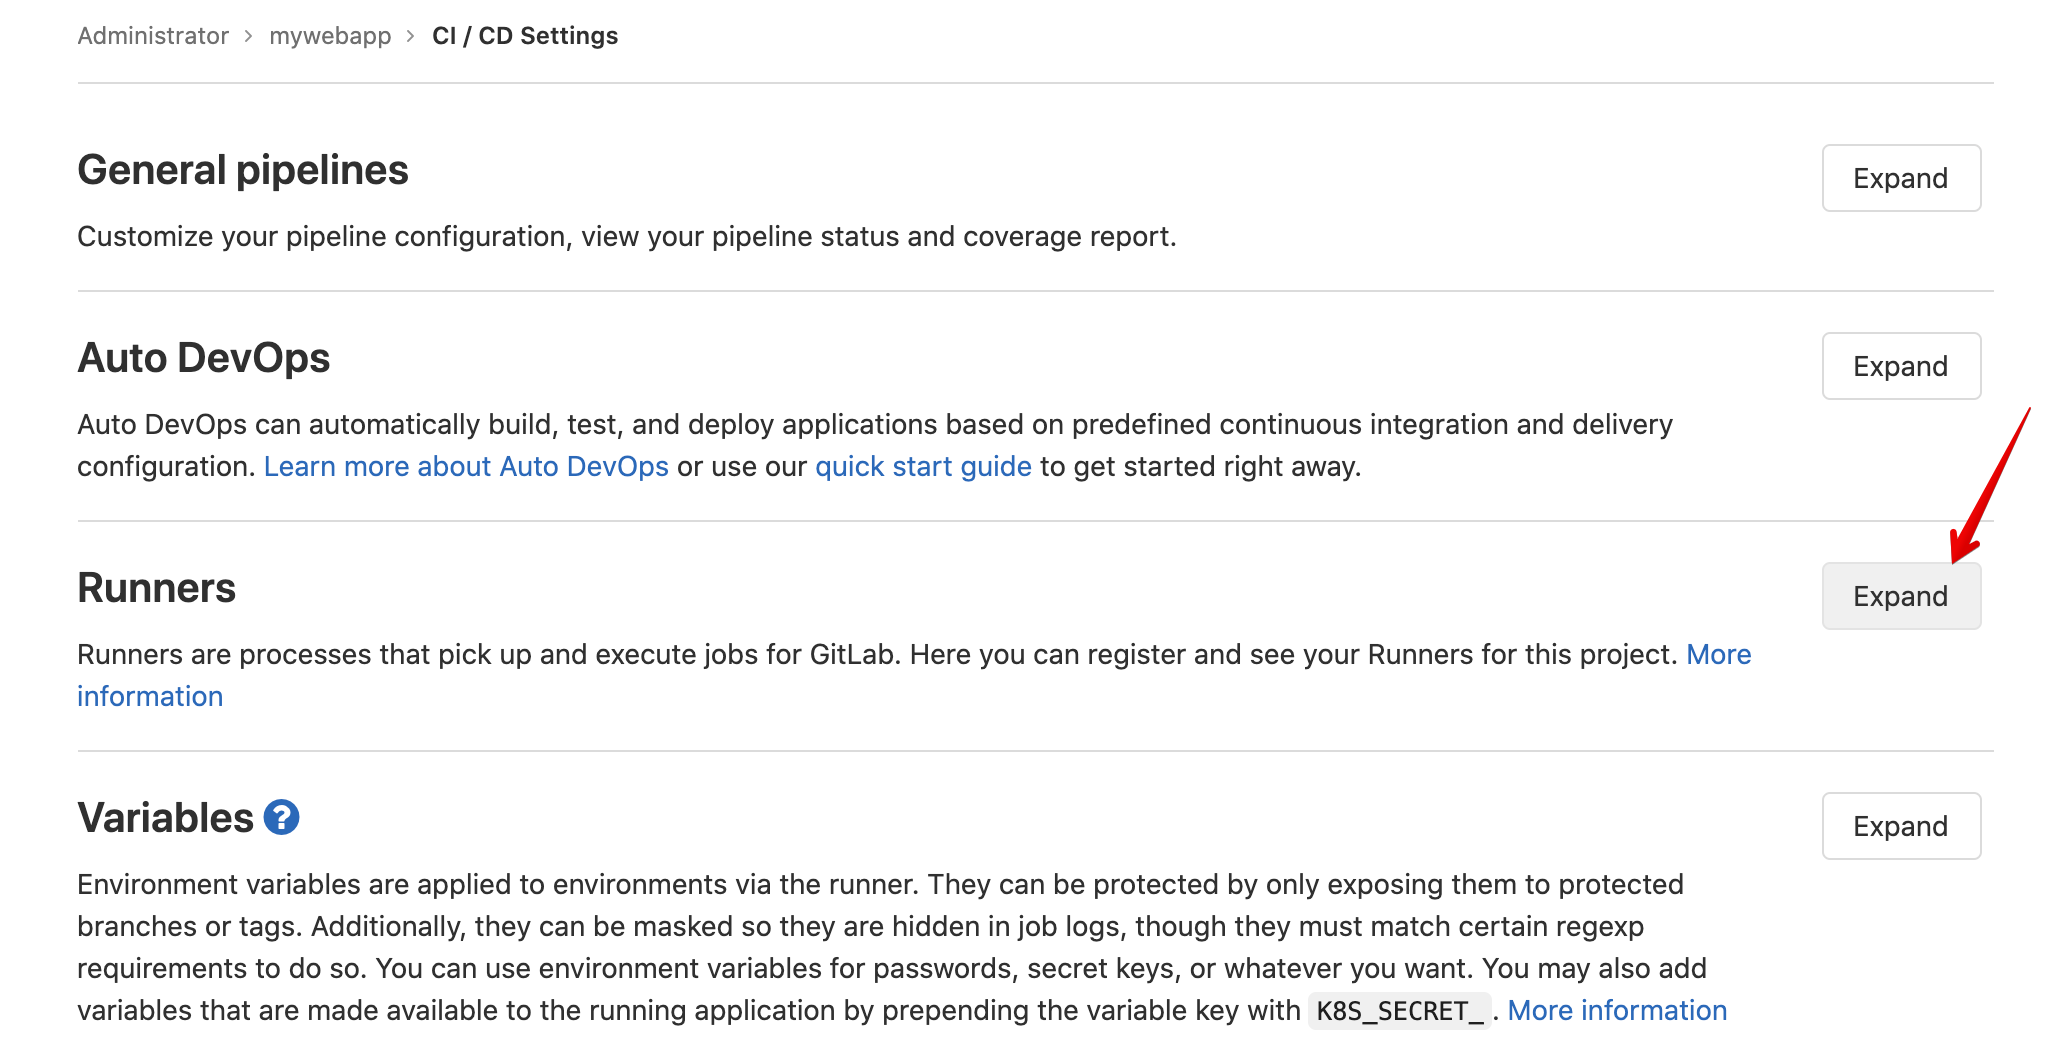 Administrator > mywebapp > CI / CD Settings
General pipelines
Expand
Customize your pipeline configuration, view your pipeline status and coverage report.
Auto DevOps
Expand
Auto DevOps can automatically build, test, and deploy applications based on predefined continuous integration and delivery
configuration. Learn more about Auto DevOps or use our quick start guide to get started right away.
Runners
Expand
Runners are processes that pick up and execute jobs for GitLab. Here you can register and see your Runners for this project. More
information
Variables ?
Expand
Environment variables are applied to environments via the runner. They can be protected by only exposing them to protected
branches or tags. Additionally, they can be masked so they are hidden in job logs, though they must match certain regexp
requirements to do so. You can use environment variables for passwords, secret keys, or whatever you want. You may also add
variables that are made available to the running application by prepending the variable key with K8S_SECRET_. More information